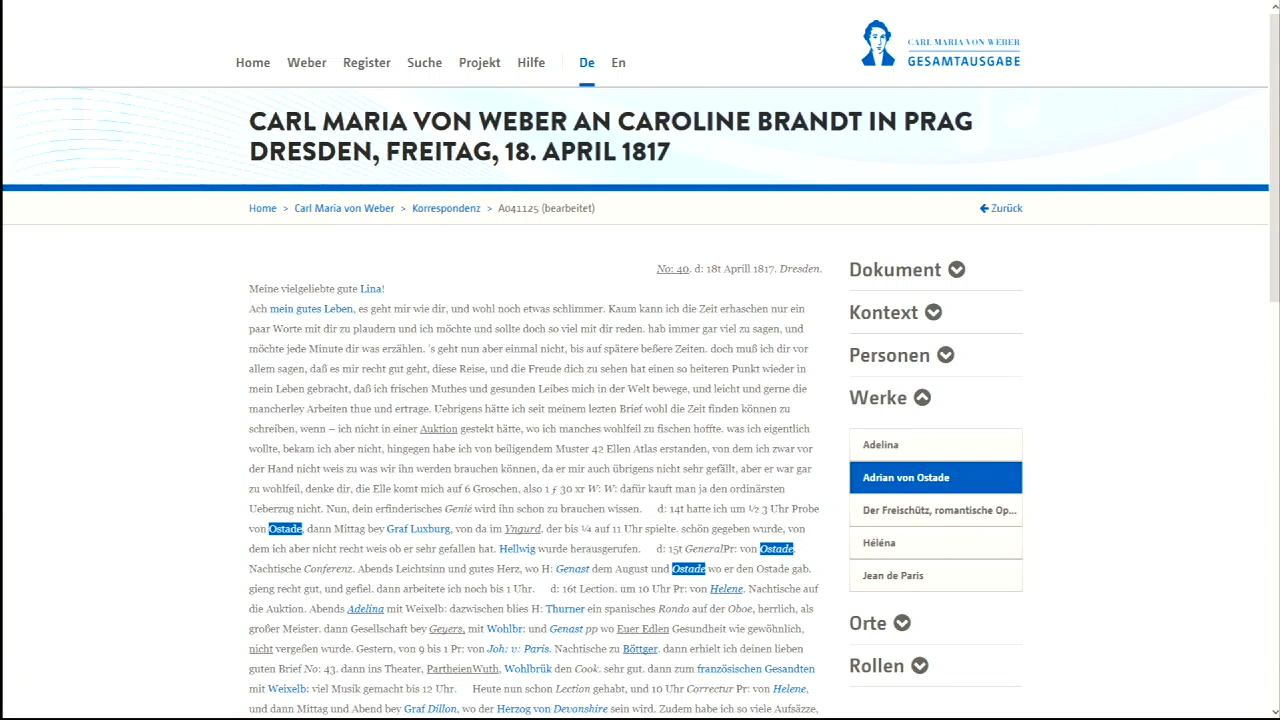 Home Weber Register Suche Projekt Hilfe De En
CARL MARIA VON WEBER
GESAMTAUSGABE
CARL MARIA VON WEBER AN CAROLINE BRANDT IN PRAG
DRESDEN, FREITAG, 18. APRIL 1817
Home > Carl Maria von Weber > Korrespondenz > A041125 (bearbeitet)
Zurück
No: 40. d: 18t Aprill 1817. Dresden.
Meine vielgeliebte gute Lina!
Ach mein gutes Leben, es geht mir wie dir, und wohl noch etwas schlimmer. Kaum kann ich die Zeit erhaschen nur ein
paar Worte mit dir zu plaudern und ich möchte und sollte doch so viel mit dir reden. hab immer gar viel zu sagen, und
möchte jede Minute dir was erzählen. 's geht nun aber einmal nicht, bis auf spätere beßere Zeiten. doch muß ich dir vor
allem sagen, daß es mir recht gut geht, diese Reise, und die Freude dich zu sehen hat einen so heiteren Punkt wieder in
mein Leben gebracht, daß ich frischen Muthes und gesunden Leibes mich in der Welt bewege, und leicht und gerne die
mancherley Arbeiten thue und ertrage. Uebrigens hätte ich seit meinem lezten Brief wohl die Zeit finden können zu
schreiben, wenn – ich nicht in einer Auktion gestekt hätte, wo ich manches wohlfeil zu fischen hoffte. was ich eigentlich
wollte, bekam ich aber nicht, hingegen habe ich von beiligendem Muster 42 Ellen Atlas erstanden, von dem ich zwar vor
der Hand nicht weis zu was wir ihn werden brauchen können, da er mir auch übrigens nicht sehr gefällt, aber er war gar
zu wohlfeil, denke dir, die Elle komt mich auf 6 Groschen, also 1 ƒ 30 xr W: W: dafür kauft man ja den ordinärsten
Ueberzug nicht. Nun, dein erfinderisches Genié wird ihn schon zu brauchen wissen. d: 14t hatte ich um ½ 3 Uhr Probe
von Ostade, dann Mittag bey Graf Luxburg, von da im Yngurd. der bis ¼ auf 11 Uhr spielte. schön gegeben wurde, von
dem ich aber nicht recht weis ob er sehr gefallen hat. Hellwig wurde herausgerufen. d: 15t GeneralPr: von Ostade,
Nachtische Conferenz. Abends Leichtsinn und gutes Herz, wo H: Genast dem August und Ostade wo er den Ostade gab.
gieng recht gut, und gefiel. dann arbeitete ich noch bis 1 Uhr. d: 16t Lection. um 10 Uhr Pr: von Helene. Nachtische auf
die Auktion. Abends Adelina mit Weixelb: dazwischen blies H: Thurner ein spanisches Rondo auf der Oboe, herrlich, als
großer Meister. dann Gesellschaft bey Geyers, mit Wohlbr: und Genast pp wo Euer Edlen Gesundheit wie gewöhnlich,
nicht vergeßen wurde. Gestern, von 9 bis 1 Pr: von Joh: v: Paris. Nachtische zu Böttger. dann erhielt ich deinen lieben
guten Brief No: 43. dann ins Theater, PartheienWuth, Wohlbrük den Cook. sehr gut. dann zum französischen Gesandten
mit Weixelb: viel Musik gemacht bis 12 Uhr. Heute nun schon Lection gehabt, und 10 Uhr Correctur Pr: von Helene,
und dann Mittag und Abend bey Graf Dillon, wo der Herzog von Devonshire sein wird. Zudem habe ich so viele Aufsäzze,
Dokument
Kontext
Personen
Werke
Adelina
Adrian von Ostade
Der Freischütz, romantische Op...
Héléna
Jean de Paris
Orte
Rollen